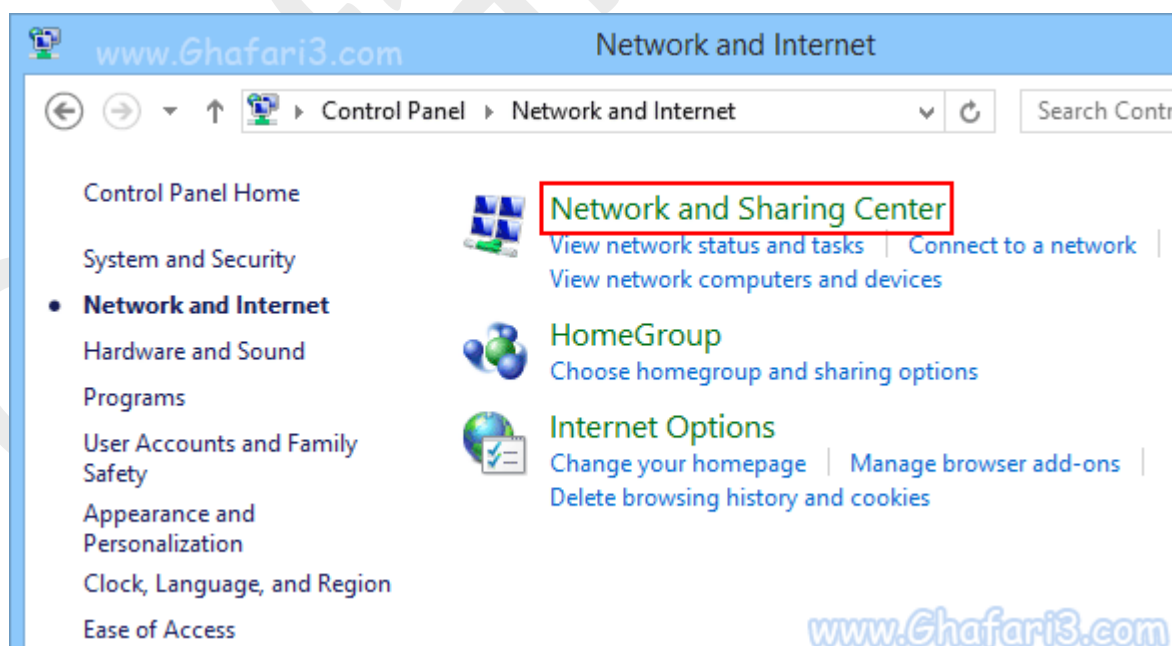 www.Ghafari3.com
Network and Internet
Control Panel Network and Internet
Search Contr
Control Panel Home
System and Security
Network and Internet
Hardware and Sound
Programs
User Accounts and Family
Safety
Appearance and
Personalization
Clock, Language, and Region
Ease of Access
Network and Sharing Center
View network status and tasks Connect to a network
View network computers and devices
HomeGroup
Choose homegroup and sharing options
Internet Options
Change your homepage Manage browser add-ons
Delete browsing history and cookies
www.Ghafari3.com